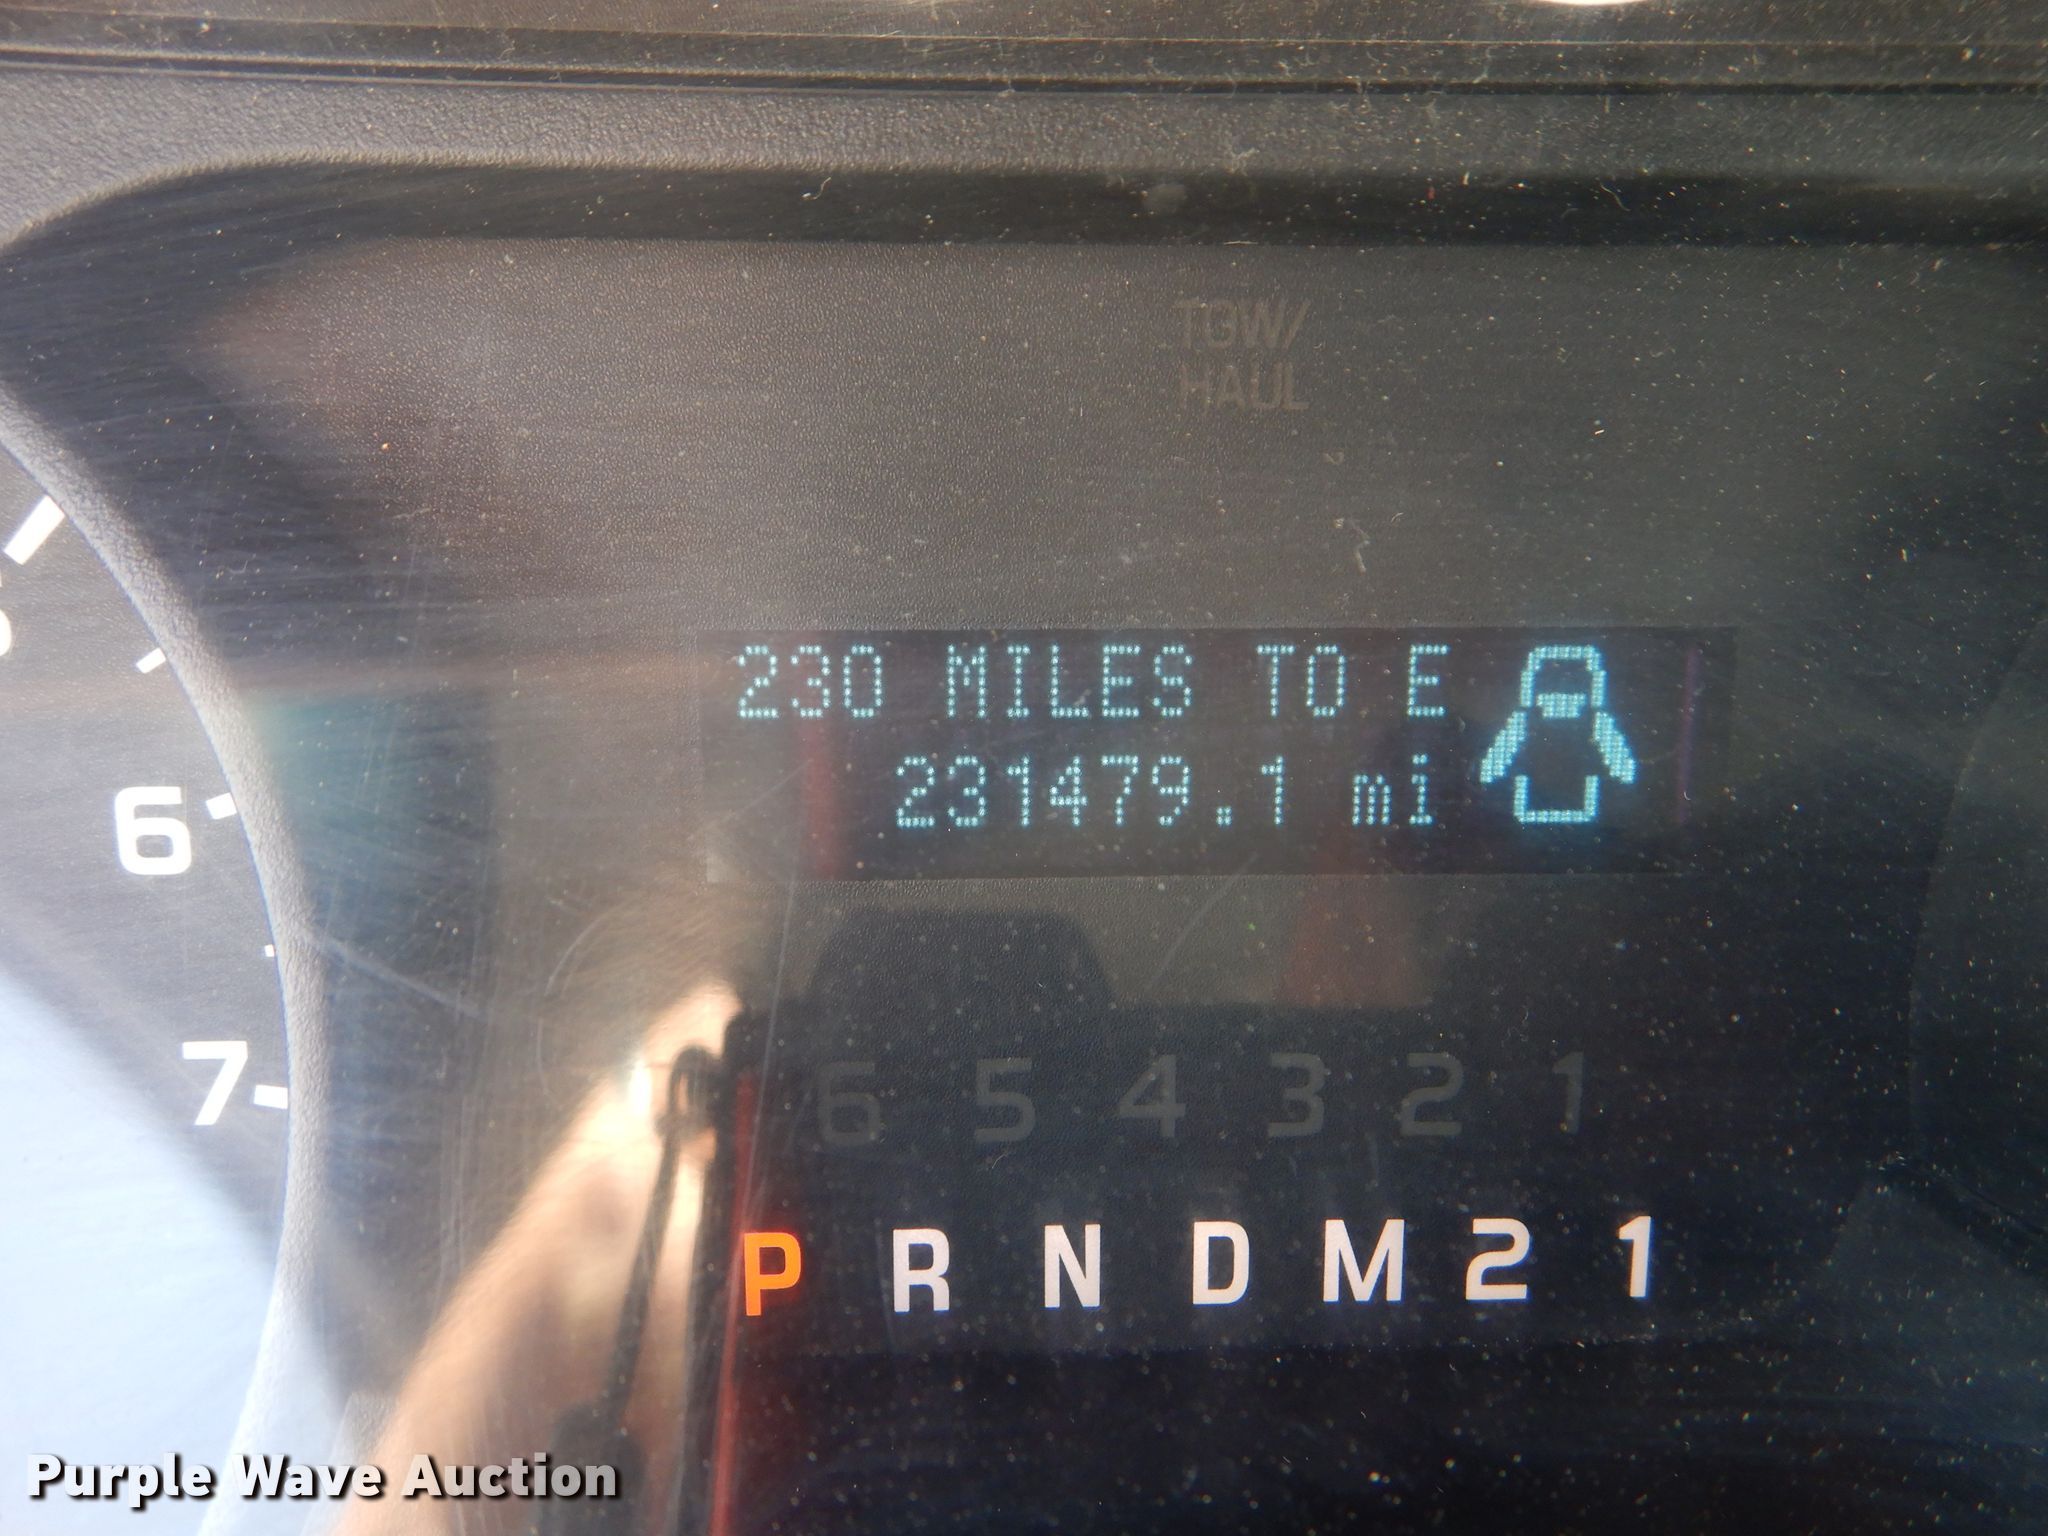 TOW/
HAUL
230 MILES TO E
231479.1 mi
6
7
6 5 4 3 2 1
P R N D M 2 1
Purple Wave Auction